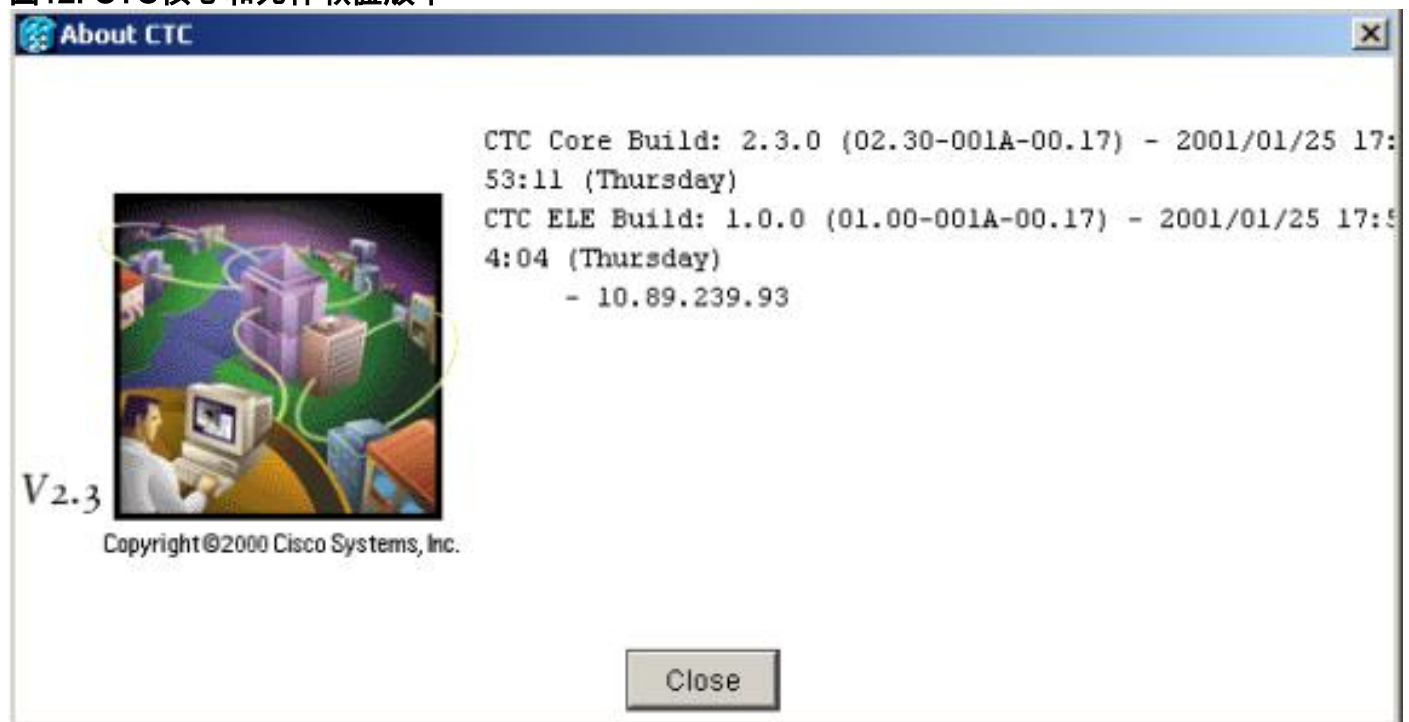 About CTC
CTC Core Build: 2.3.0 (02.30-001A-00.17) - 2001/01/25 17:
53:11 (Thursday)
CTC ELE Build: 1.0.0 (01.00-001A-00.17) - 2001/01/25 17:5
4:04 (Thursday)
- 10.89.239.93
V2.3
Copyright©2000 Cisco Systems, Inc.
Close